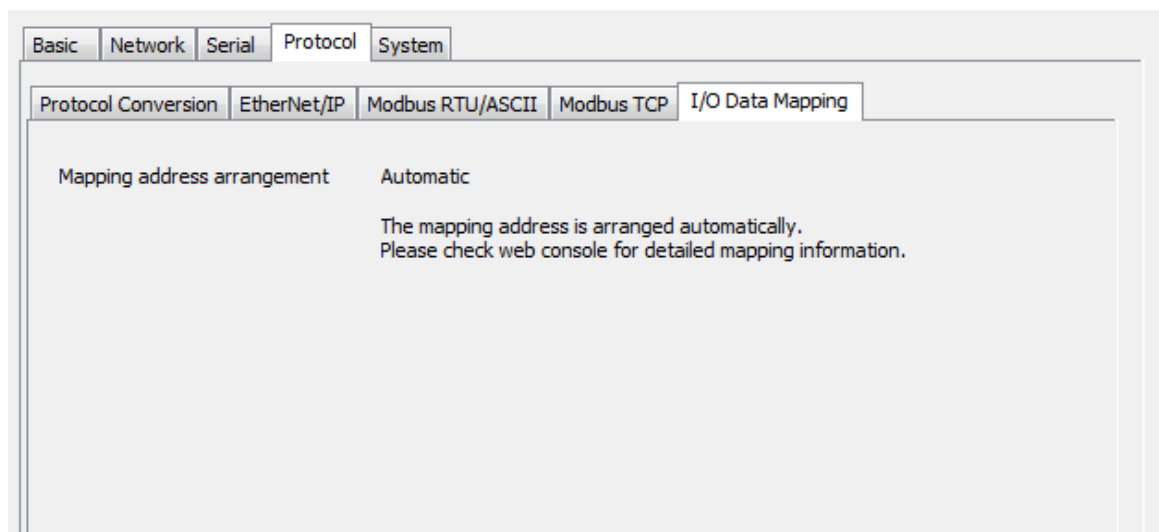 Basic Network Serial Protocol System
Protocol Conversion EtherNet/IP Modbus RTU/ASCII Modbus TCP I/O Data Mapping
Mapping address arrangement Automatic
The mapping address is arranged automatically.
Please check web console for detailed mapping information.